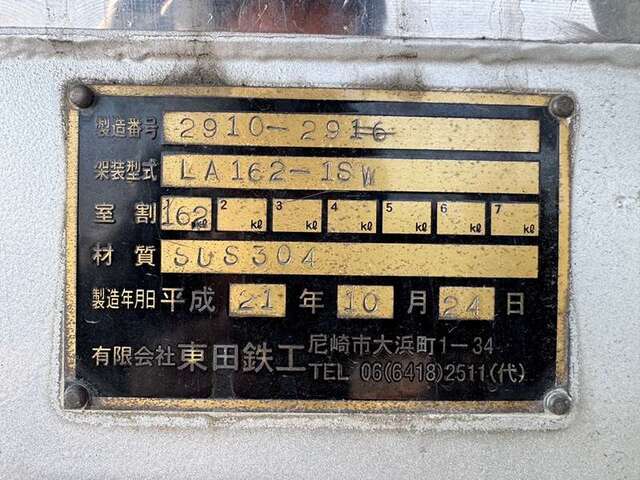 製造番号 2910-2916
架装型式 LA162-1SW
室割 162kl 2 kl 3 kl 4 kl 5 kl 6 kl 7 kl
材質 SUS304
製造年月日 平成 21 年 10 月 24 日
有限会社 東田鉄工 尼崎市大浜町1-34
TEL 06(6418)2511(代)